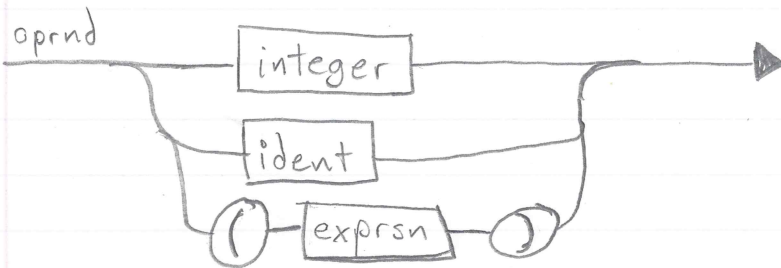 oprnd
integer
ident
( exprsn )